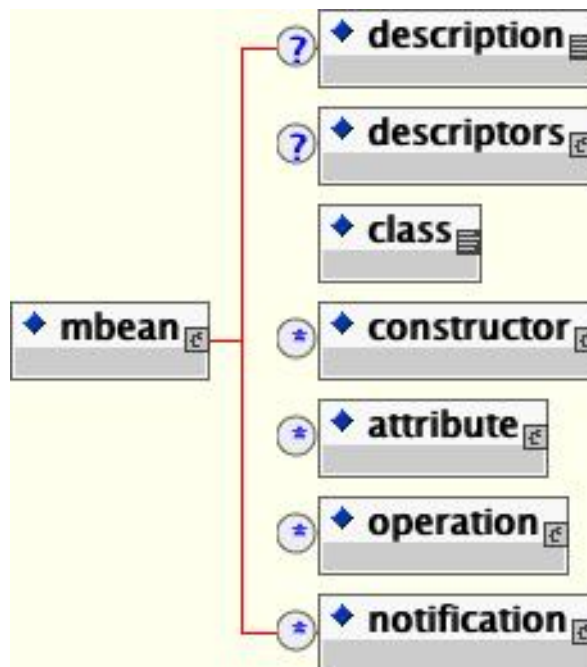 ? description
? descriptors
class
mbean
* constructor
* attribute
* operation
* notification